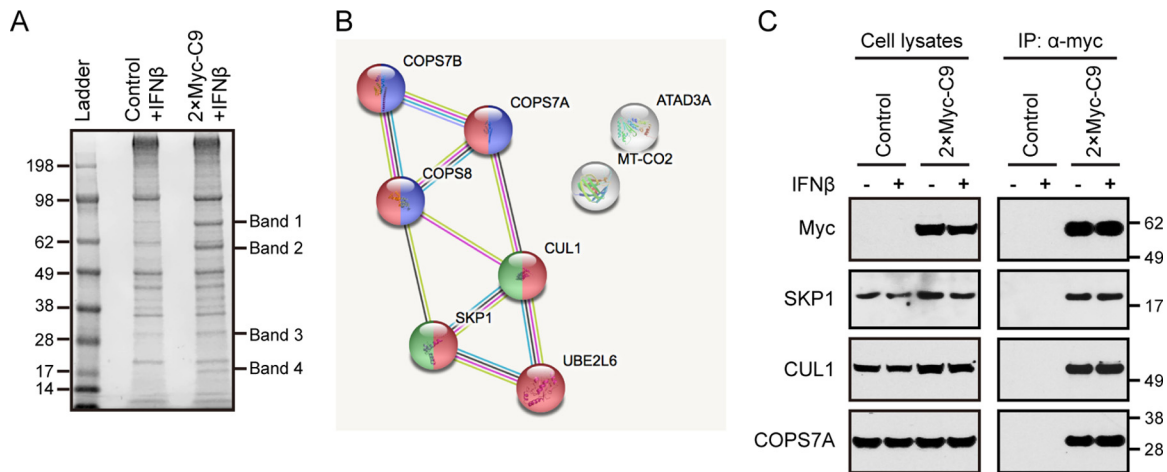 A
Ladder
Control
+IFNβ
2×Myc-C9
+IFNβ
198
98
62
49
38
28
17
14
Band 1
Band 2
Band 3
Band 4
B
COPS7B
COPS7A
ATAD3A
MT-CO2
COPS8
CUL1
SKP1
UBE2L6
C
Cell lysates
IP: α-myc
Control
2×Myc-C9
Control
2×Myc-C9
IFNβ - + - + - + - +
Myc
62
49
SKP1
17
CUL1
49
COPS7A
38
28